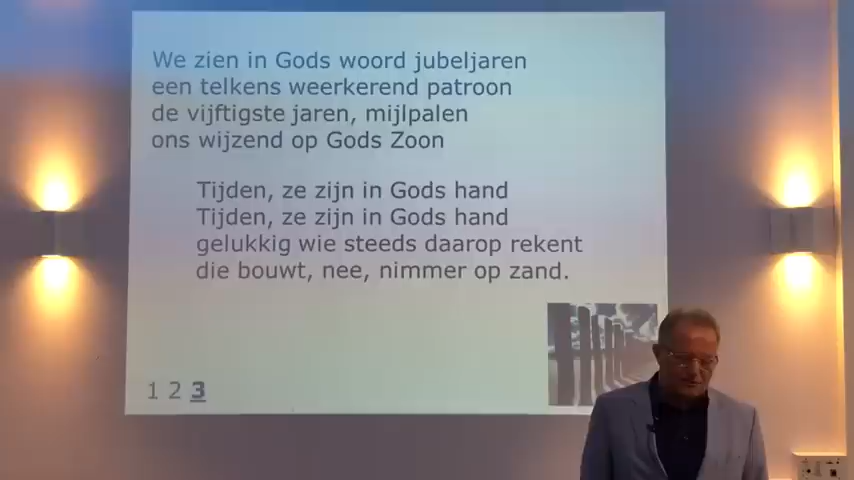 We zien in Gods woord jubeljaren
een telkens weerkerend patroon
de vijftigste jaren, mijlpalen
ons wijzend op Gods Zoon
Tijden, ze zijn in Gods hand
Tijden, ze zijn in Gods hand
gelukkig wie steeds daarop rekent
die bouwt, nee, nimmer op zand.
1 2 3